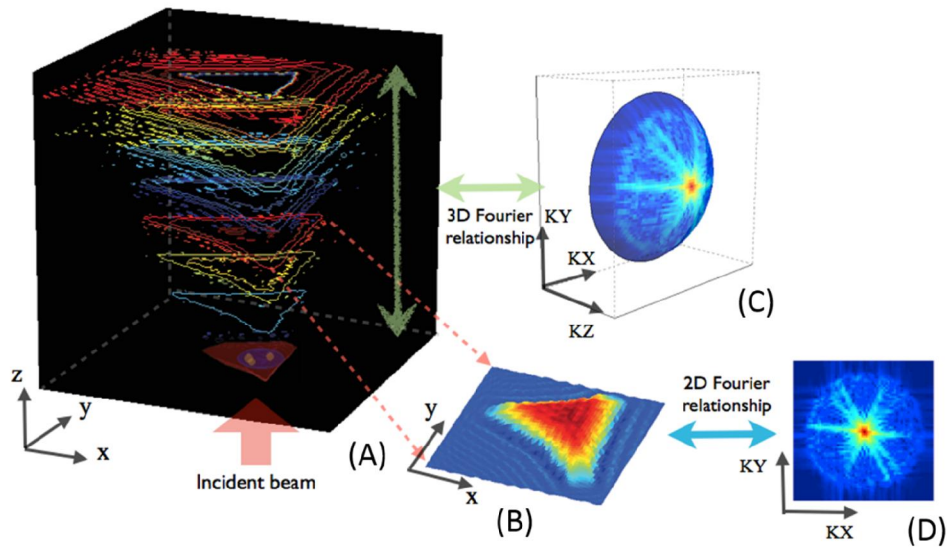 3D Fourier
relationship
KY
KX
KZ
(C)
z
y
x
Incident beam
(A)
y
x
(B)
2D Fourier
relationship
KY
KX
(D)